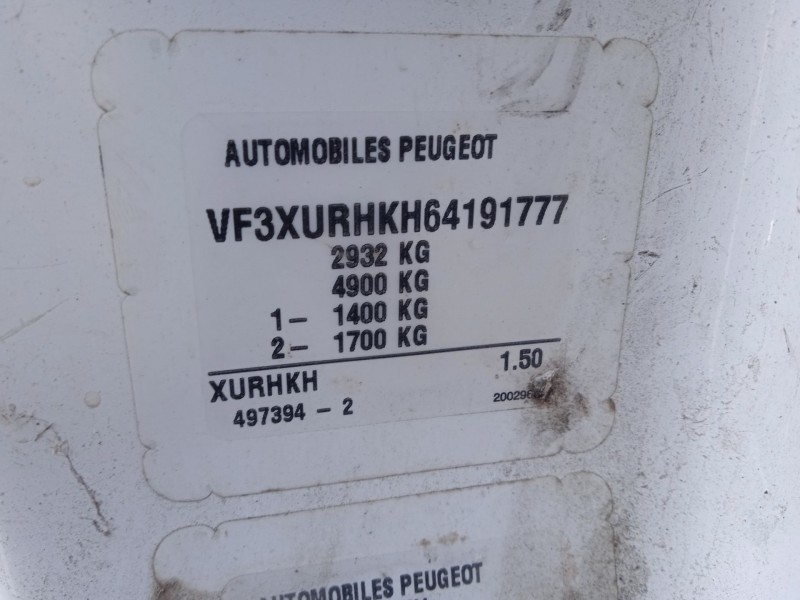 AUTOMOBILES PEUGEOT
VF3XURHKH64191777
2932 KG
4900 KG
1- 1400 KG
2- 1700 KG
XURHKH 1.50
497394 - 2
AUTOMOBILES PEUGEOT